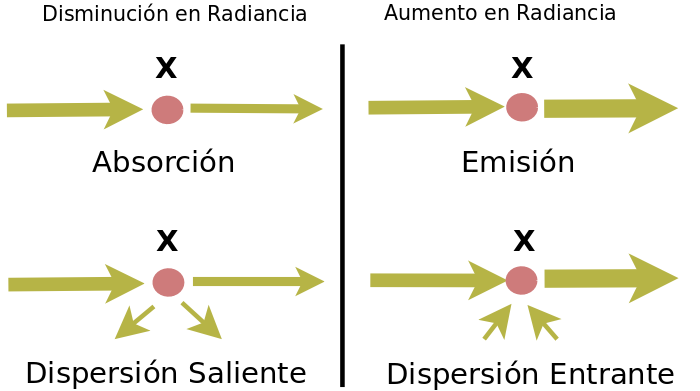 Disminución en Radiancia
Aumento en Radiancia
X
X
Absorción
Emisión
X
X
Dispersión Saliente
Dispersión Entrante